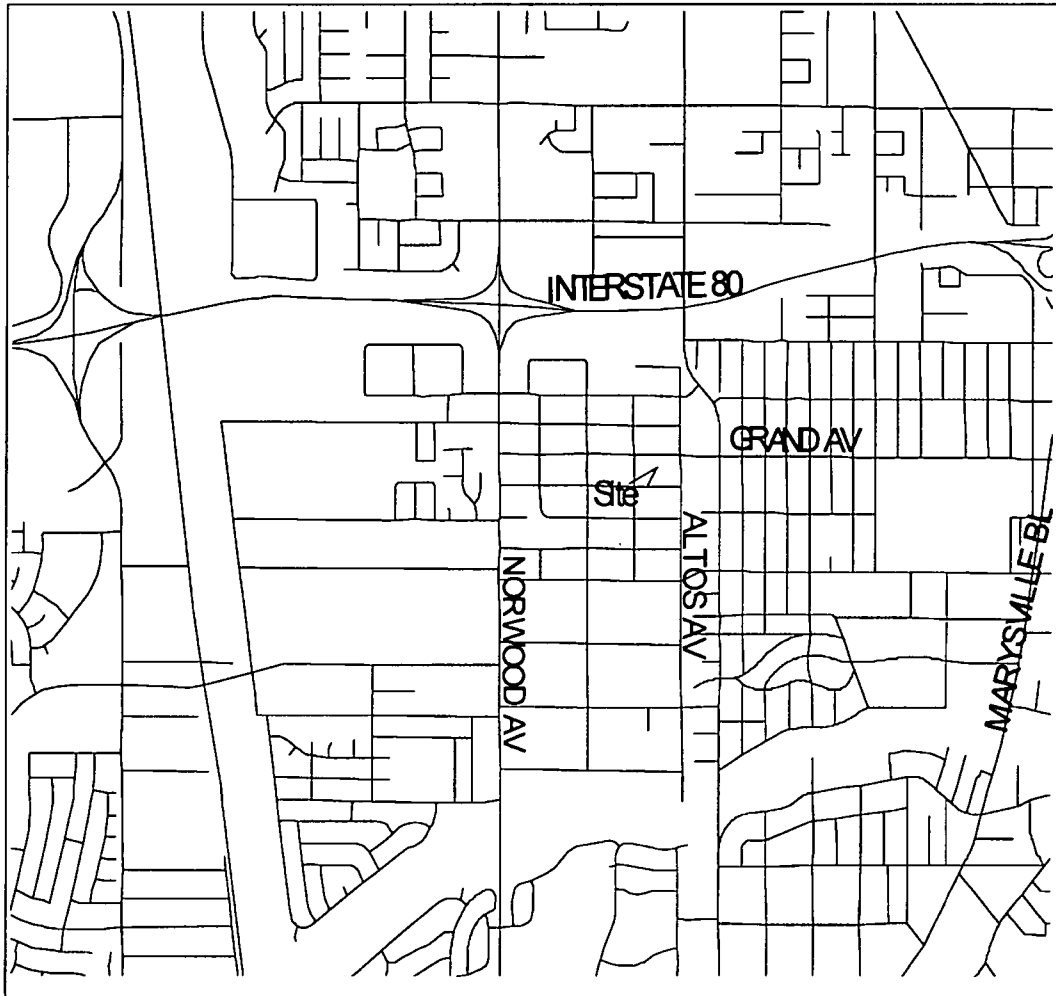 INTERSTATE 80
GRAND AV
Site
ALTOS AV
NORWOOD AV
MARYSVILLE BL